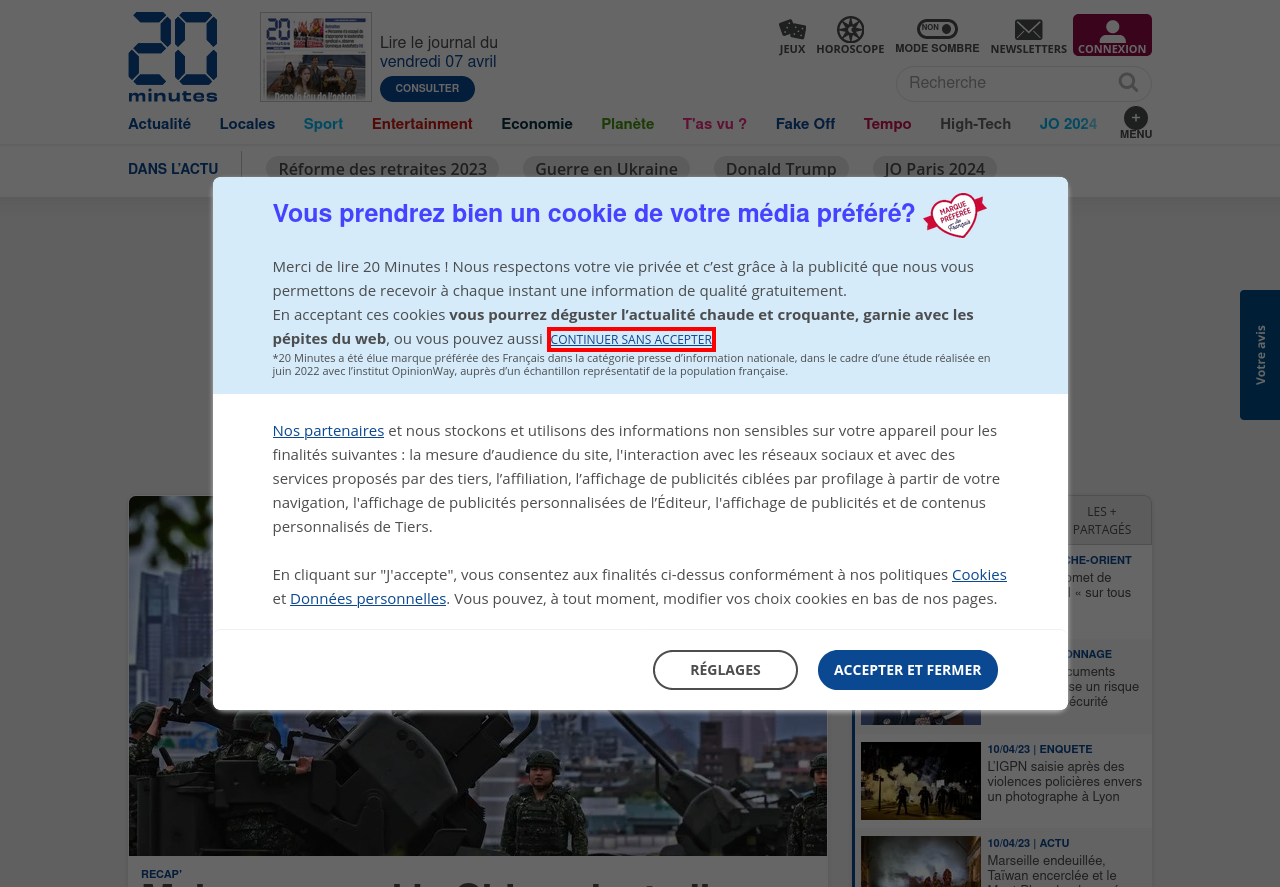 20 minutes
Lire le journal du
vendredi 07 avril
CONSULTER
JEUX
HOROSCOPE
NON
MODE SOMBRE
NEWSLETTERS
CONNEXION
Recherche
Actualité
Locales
Sport
Entertainment
Economie
Planète
T'as vu ?
Fake Off
Tempo
High-Tech
JO 2024
MENU
DANS L'ACTU
Réforme des retraites 2023
Guerre en Ukraine
Donald Trump
JO Paris 2024
Vous prendrez bien un cookie de votre média préféré?
MARQUE PRÉFÉRÉE des Français
Merci de lire 20 Minutes ! Nous respectons votre vie privée et c’est grâce à la publicité que nous vous
permettons de recevoir à chaque instant une information de qualité gratuitement.
En acceptant ces cookies vous pourrez déguster l’actualité chaude et croquante, garnie avec les
pépites du web, ou vous pouvez aussi CONTINUER SANS ACCEPTER
*20 Minutes a été élue marque préférée des Français dans la catégorie presse d’information nationale, dans le cadre d’une étude réalisée en
juin 2022 avec l’institut OpinionWay, auprès d’un échantillon représentatif de la population française.
Votre avis
Nos partenaires et nous stockons et utilisons des informations non sensibles sur votre appareil pour les
finalités suivantes : la mesure d’audience du site, l'interaction avec les réseaux sociaux et avec des
services proposés par des tiers, l’affiliation, l’affichage de publicités ciblées par profilage à partir de votre
navigation, l'affichage de publicités personnalisées de l’Éditeur, l'affichage de publicités et de contenus
personnalisés de Tiers.
En cliquant sur "J'accepte", vous consentez aux finalités ci-dessus conformément à nos politiques Cookies
et Données personnelles. Vous pouvez, à tout moment, modifier vos choix cookies en bas de nos pages.
RÉGLAGES
ACCEPTER ET FERMER
LES +
PARTAGÉS
CHE-ORIENT
omet de
« sur tous
ONNAGE
cuments
se un risque
écurité
10/04/23 | ENQUETE
L’IGPN saisie après des
violences policières envers
un photographe à Lyon
10/04/23 | ACTU
Marseille endeuillée,
Taïwan encerclée et le
RECAP'